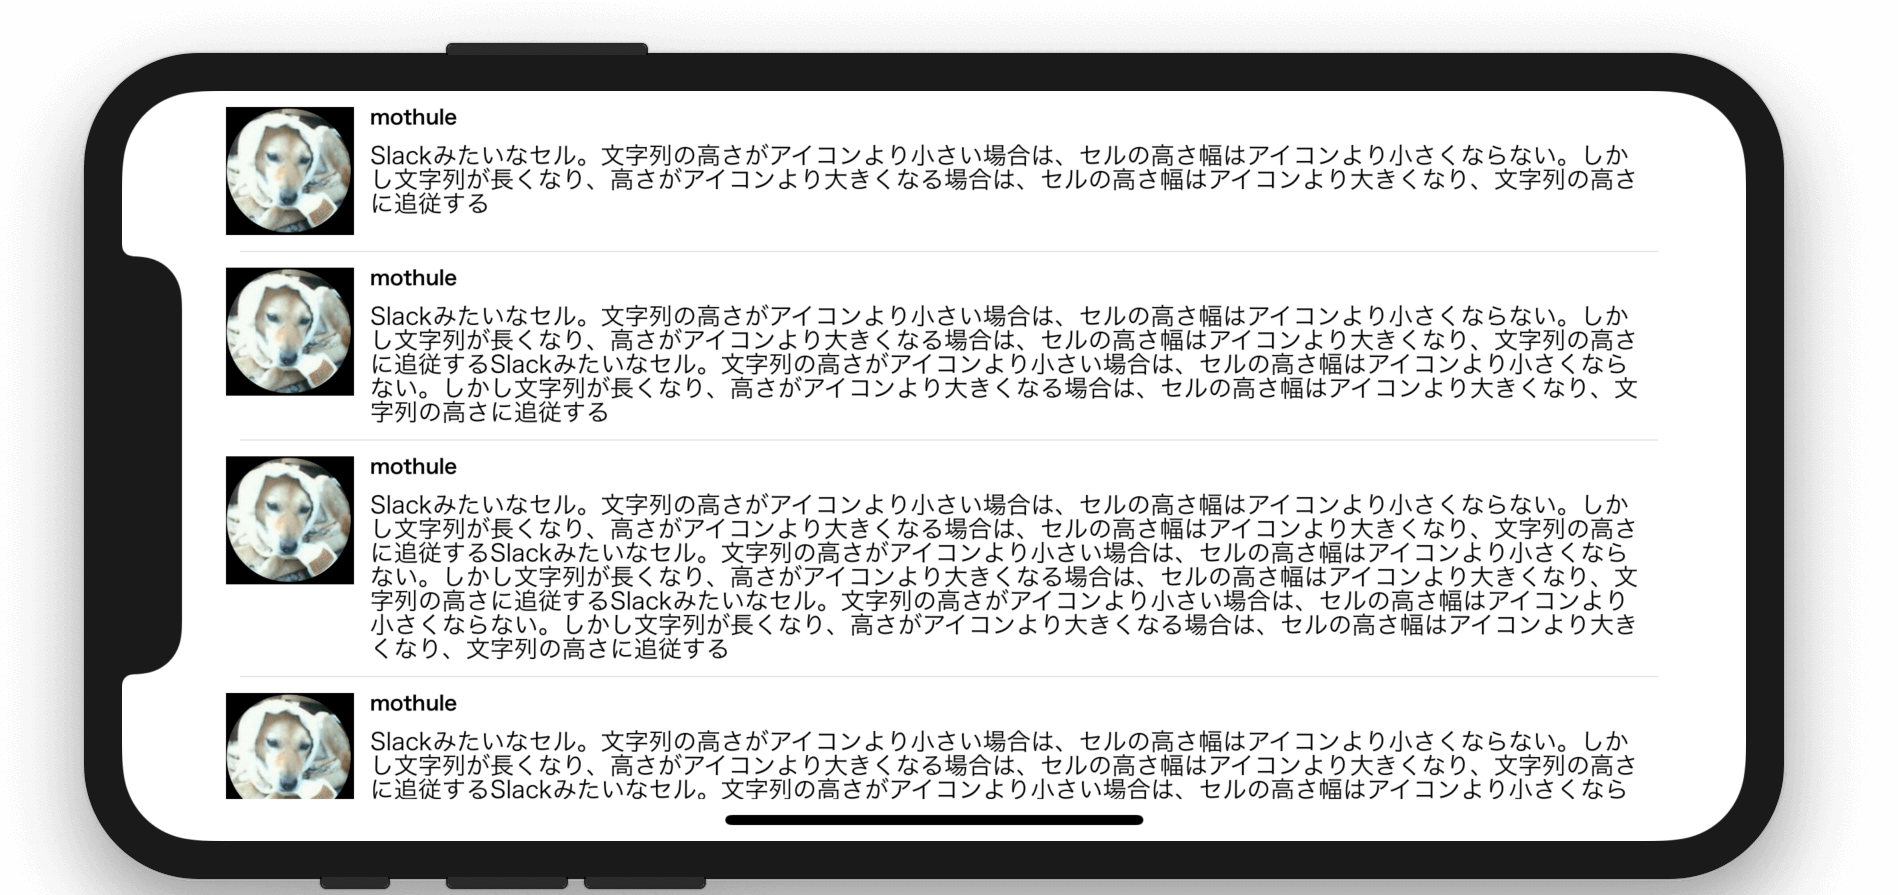 mothule
Slackみたいなセル。文字列の高さがアイコンより小さい場合は、セルの高さ幅はアイコンより小さくならない。しか
し文字列が長くなり、高さがアイコンより大きくなる場合は、セルの高さ幅はアイコンより大きくなり、文字列の高さ
に追従する
mothule
Slackみたいなセル。文字列の高さがアイコンより小さい場合は、セルの高さ幅はアイコンより小さくならない。しか
し文字列が長くなり、高さがアイコンより大きくなる場合は、セルの高さ幅はアイコンより大きくなり、文字列の高さ
に追従するSlackみたいなセル。文字列の高さがアイコンより小さい場合は、セルの高さ幅はアイコンより小さくなら
ない。しかし文字列が長くなり、高さがアイコンより大きくなる場合は、セルの高さ幅はアイコンより大きくなり、文
字列の高さに追従する
mothule
Slackみたいなセル。文字列の高さがアイコンより小さい場合は、セルの高さ幅はアイコンより小さくならない。しか
し文字列が長くなり、高さがアイコンより大きくなる場合は、セルの高さ幅はアイコンより大きくなり、文字列の高さ
に追従するSlackみたいなセル。文字列の高さがアイコンより小さい場合は、セルの高さ幅はアイコンより小さくなら
ない。しかし文字列が長くなり、高さがアイコンより大きくなる場合は、セルの高さ幅はアイコンより大きくなり、文
字列の高さに追従するSlackみたいなセル。文字列の高さがアイコンより小さい場合は、セルの高さ幅はアイコンより
小さくならない。しかし文字列が長くなり、高さがアイコンより大きくなる場合は、セルの高さ幅はアイコンより大き
くなり、文字列の高さに追従する
mothule
Slackみたいなセル。文字列の高さがアイコンより小さい場合は、セルの高さ幅はアイコンより小さくならない。しか
し文字列が長くなり、高さがアイコンより大きくなる場合は、セルの高さ幅はアイコンより大きくなり、文字列の高さ
に追従するSlackみたいなセル。文字列の高さがアイコンより小さい場合は、セルの高さ幅はアイコンより小さくなら